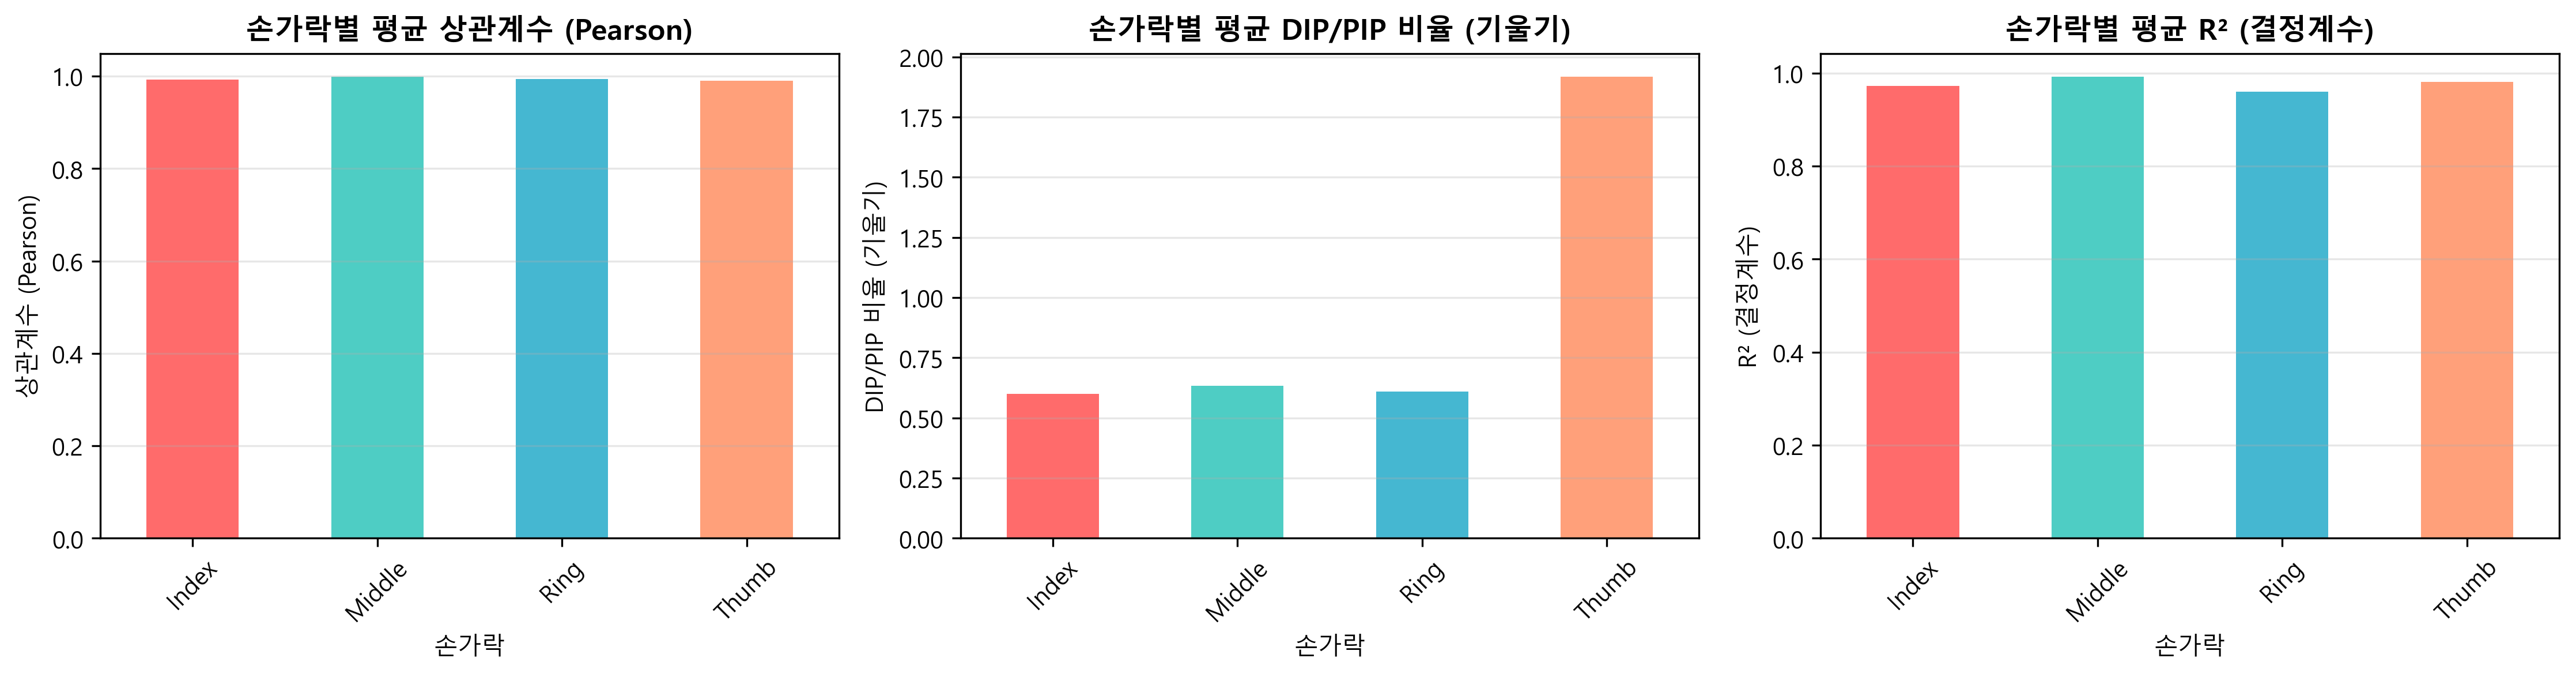 손가락별 평균 상관계수 (Pearson)
상관계수 (Pearson)
1.0
0.8
0.6
0.4
0.2
0.0
Index
Middle
Ring
Thumb
손가락
손가락별 평균 DIP/PIP 비율 (기울기)
DIP/PIP 비율 (기울기)
2.00
1.75
1.50
1.25
1.00
0.75
0.50
0.25
0.00
Index
Middle
Ring
Thumb
손가락
손가락별 평균 R² (결정계수)
R² (결정계수)
1.0
0.8
0.6
0.4
0.2
0.0
Index
Middle
Ring
Thumb
손가락